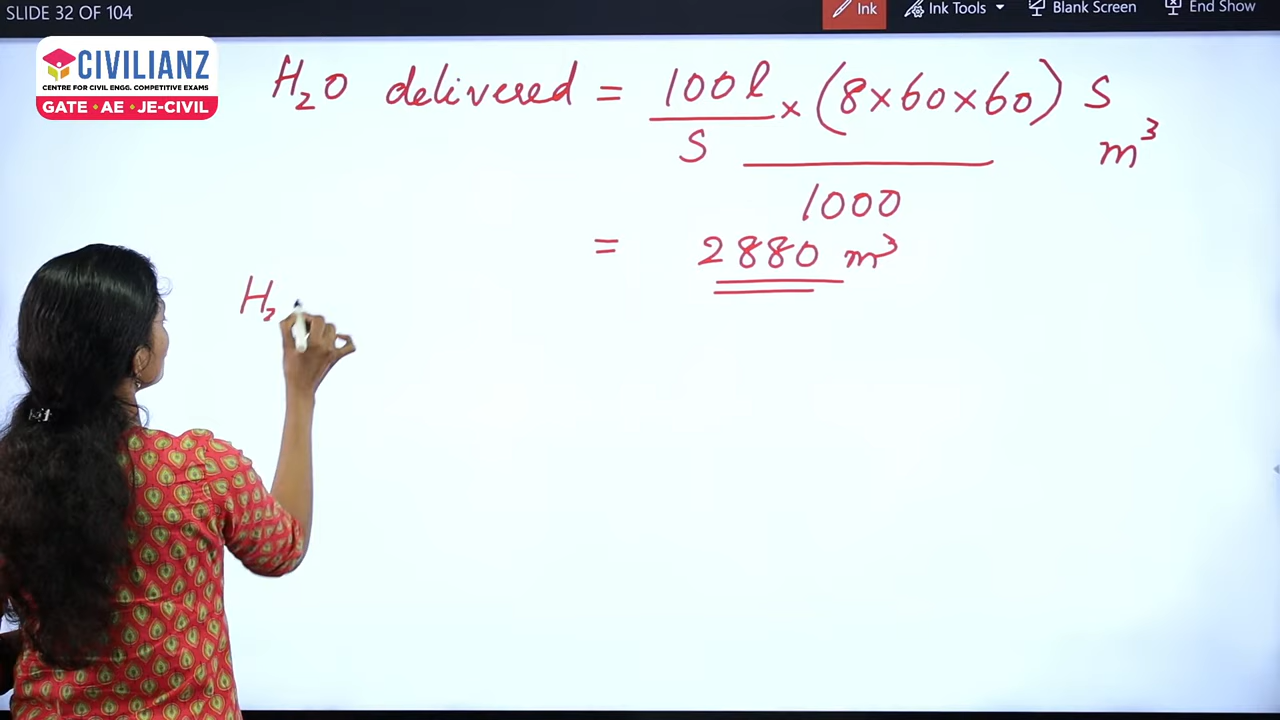 SLIDE 32 OF 104
Ink
Ink Tools
Blank Screen
End Show
CIVILIANZ
CENTRE FOR CIVIL ENGG. COMPETITIVE EXAMS
GATE • AE • JE-CIVIL
H₂O delivered = 100l/s × (8×60×60) s
m³
1000
= 2880 m³
H₂